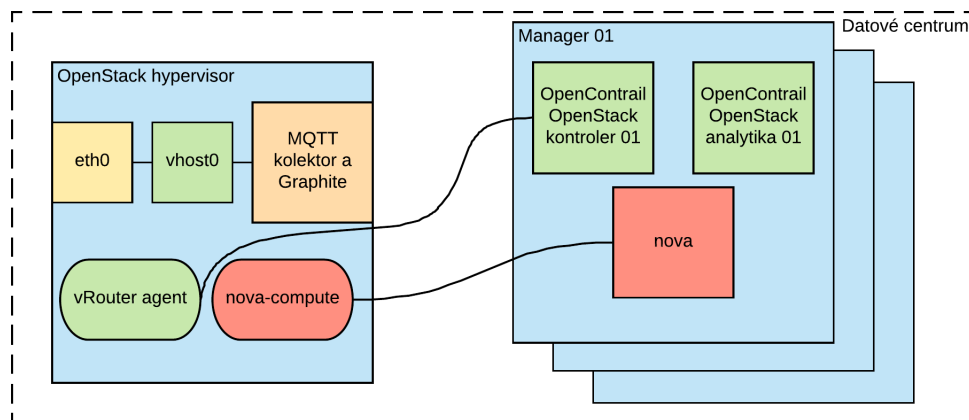 Datové centrum
OpenStack hypervisor
eth0
vhost0
MQTT
kolektor a
Graphite
vRouter agent
nova-compute
Manager 01
OpenContrail
OpenStack
kontroler 01
OpenContrail
OpenStack
analytika 01
nova